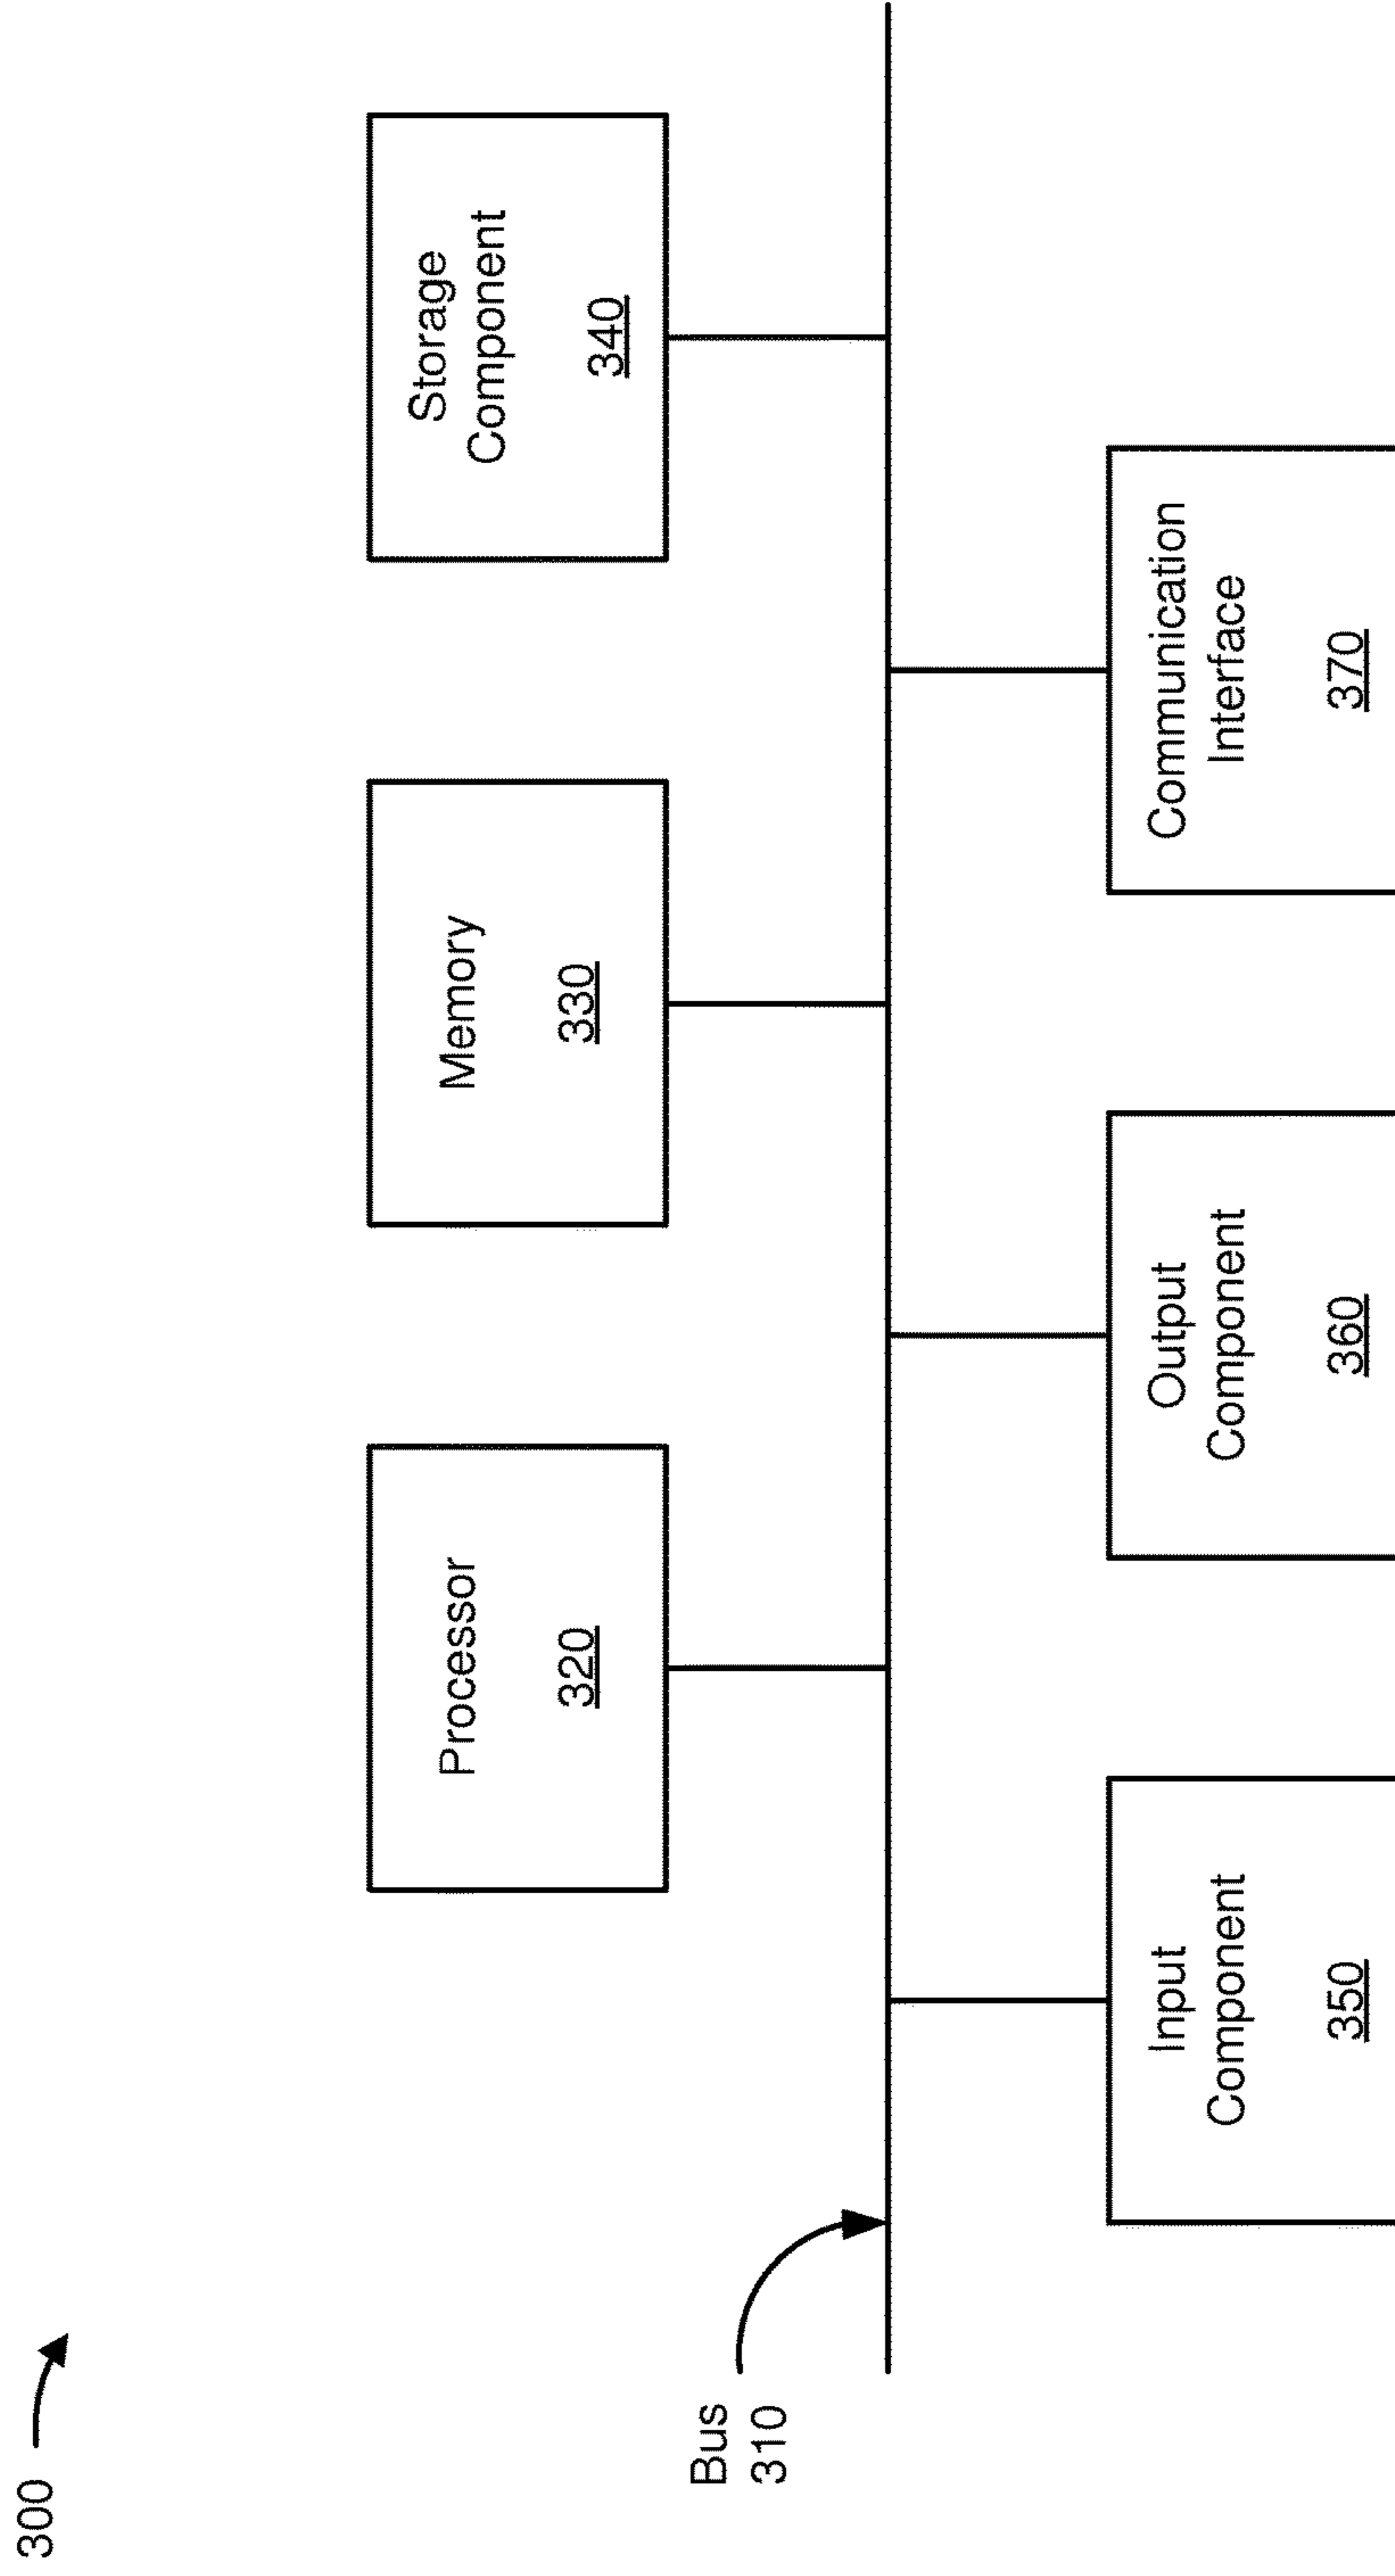 300
Processor
320
Memory
330
Storage
Component
340
Bus
310
Input
Component
350
Output
Component
360
Communication
Interface
370